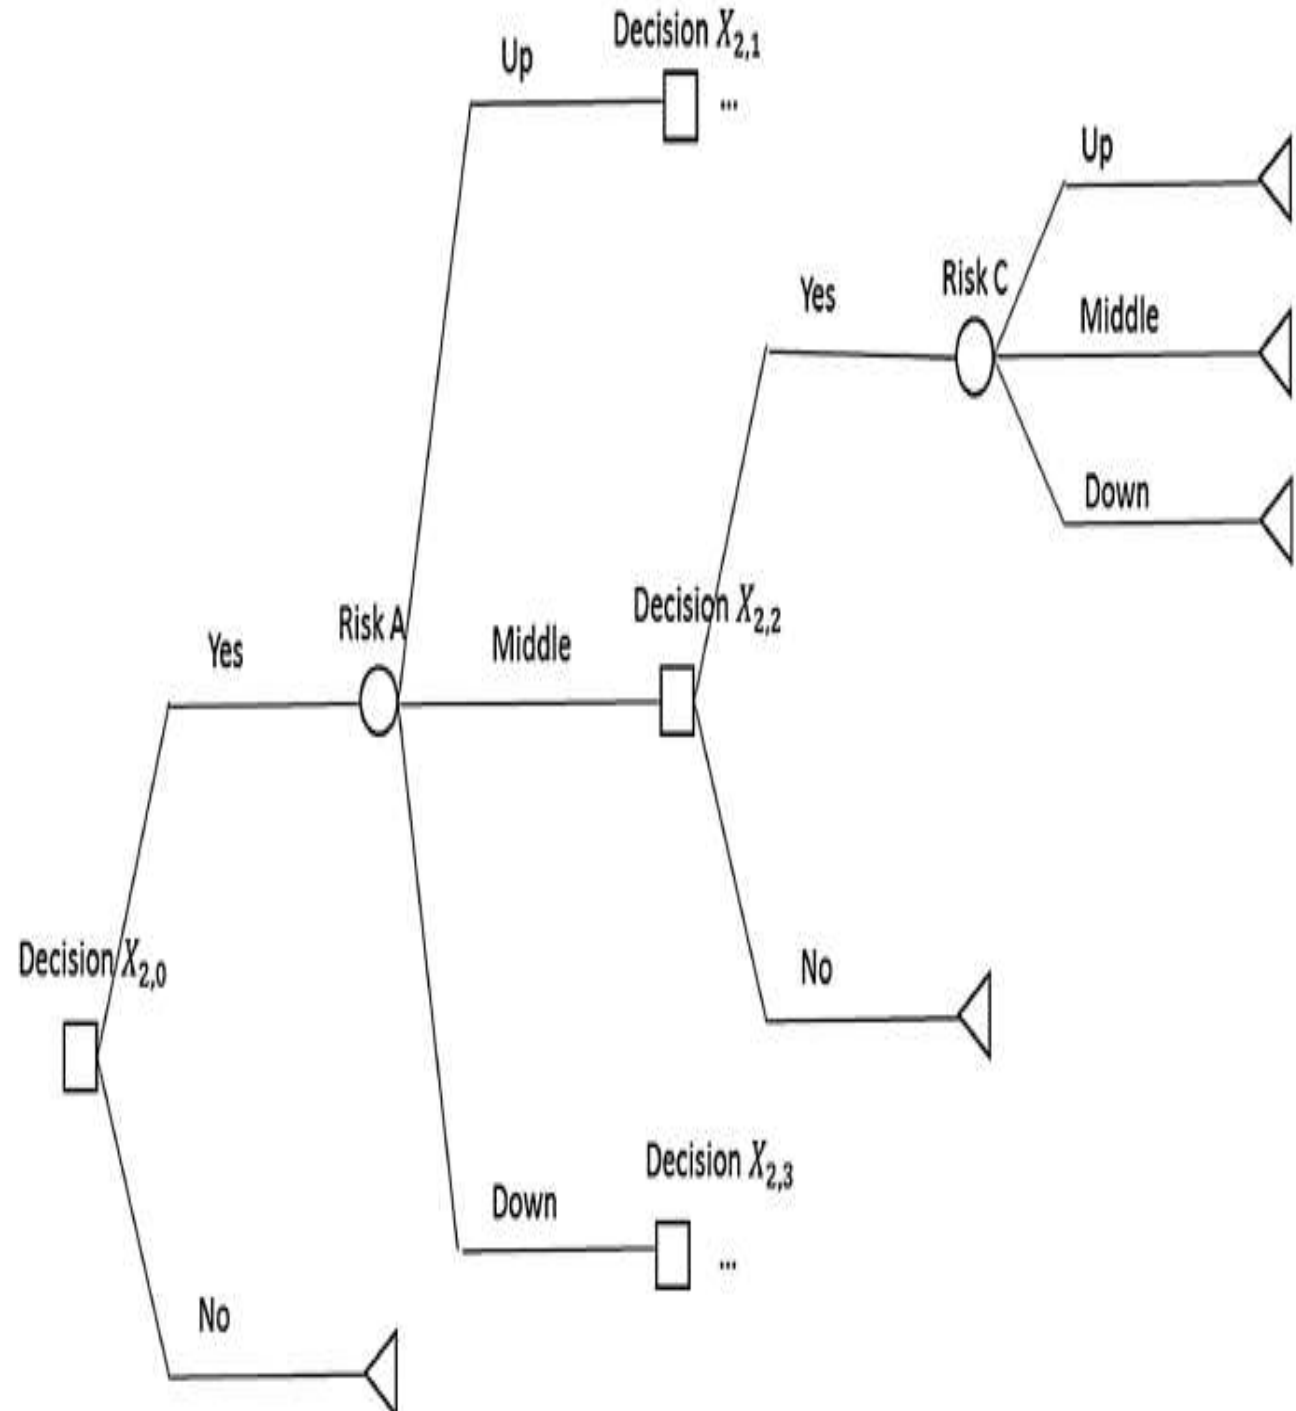 Decision X2,1
Up
...
Up
Yes
Risk C
Middle
Down
Decision X2,2
Risk A
Yes
Middle
Decision X2,0
No
Decision X2,3
Down
...
No